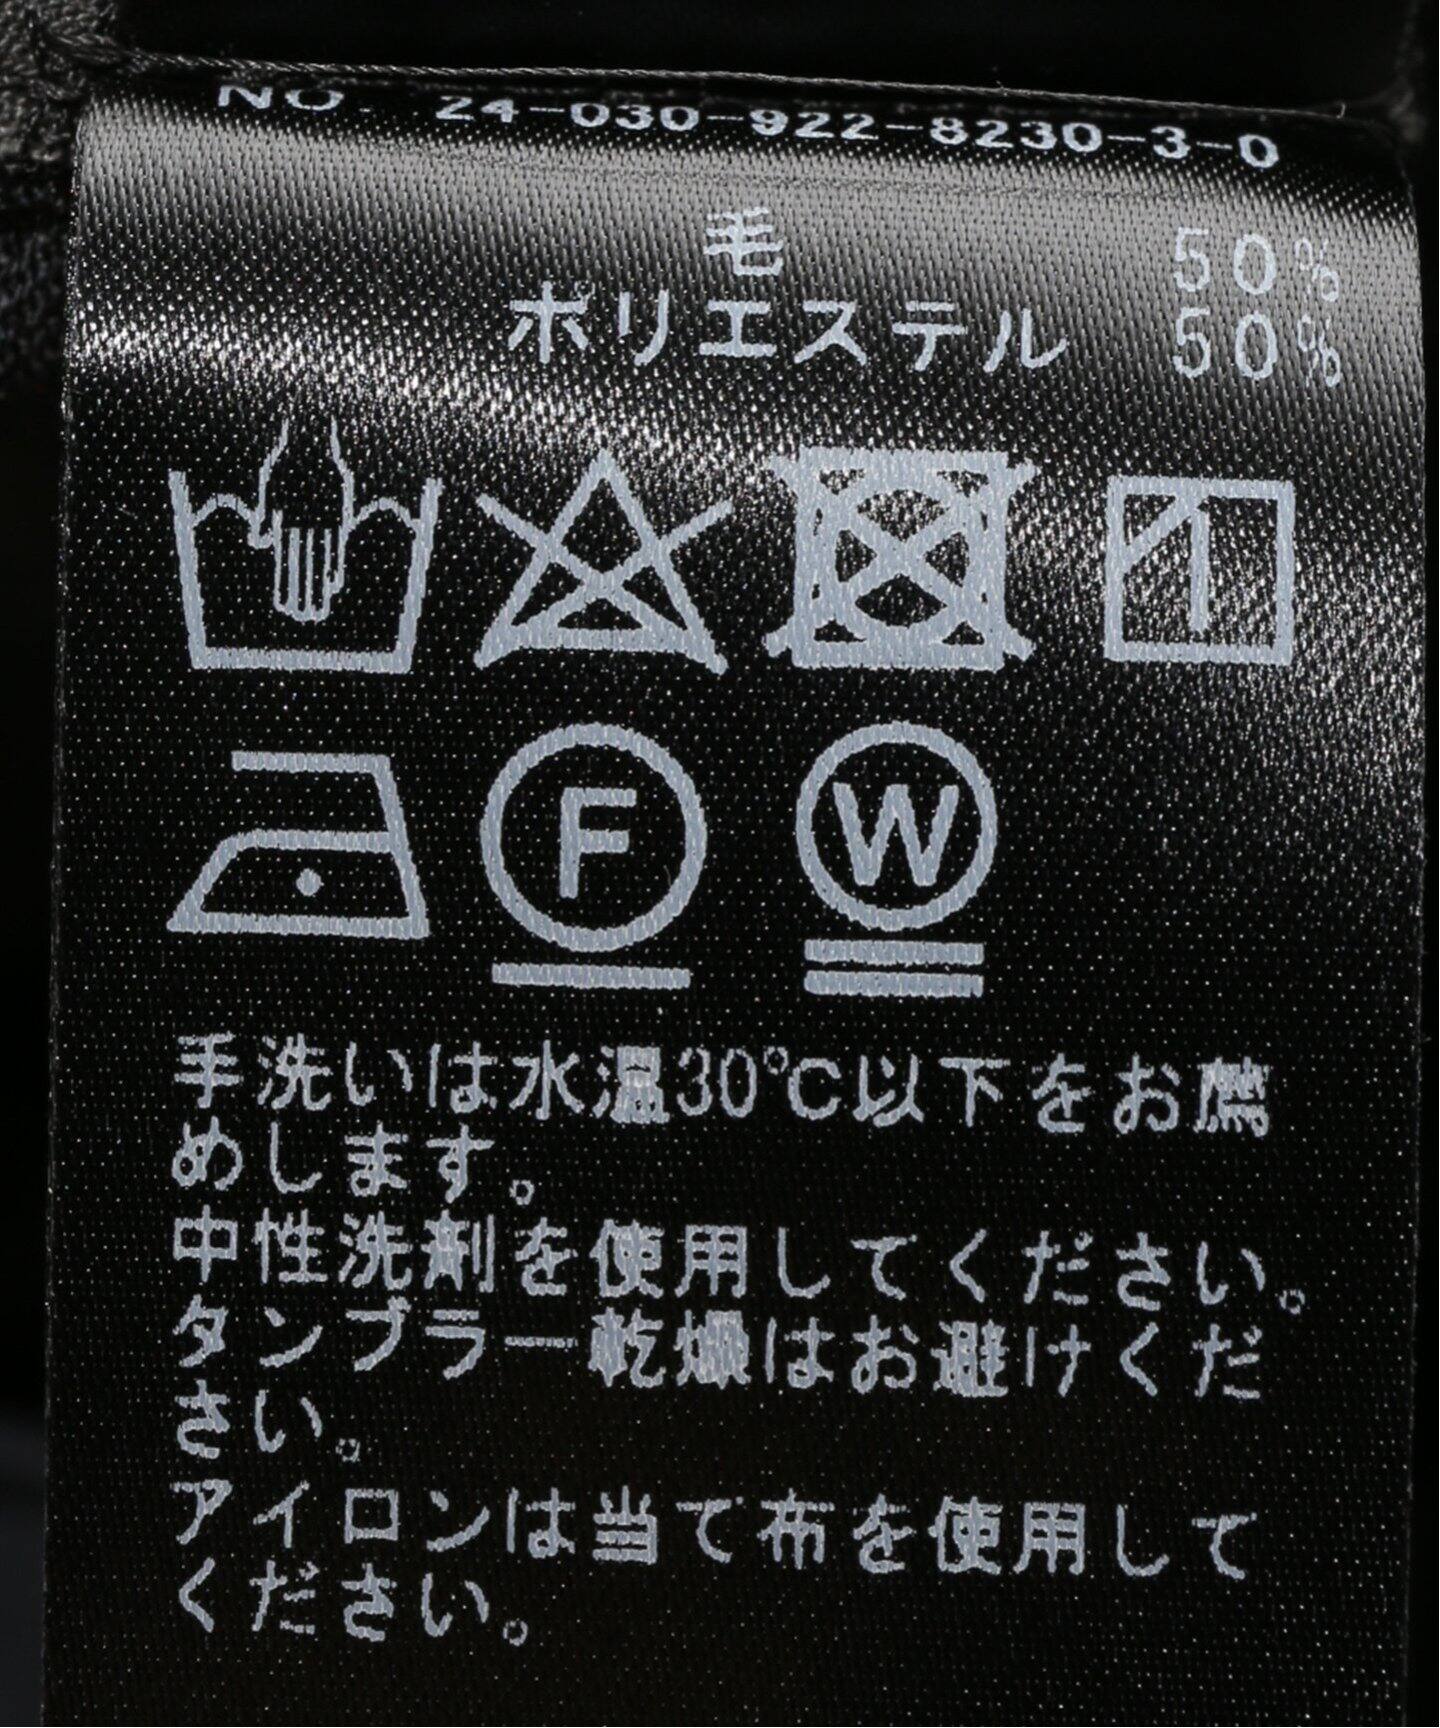 NO. 24-030-922-8230-3-0
毛 50%
ポリエステル 50%
F W
手洗いは水温30℃以下をお薦
めします。
中性洗剤を使用してください。
タンブラー乾燥はお避けくだ
さい。
アイロンは当て布を使用して
ください。